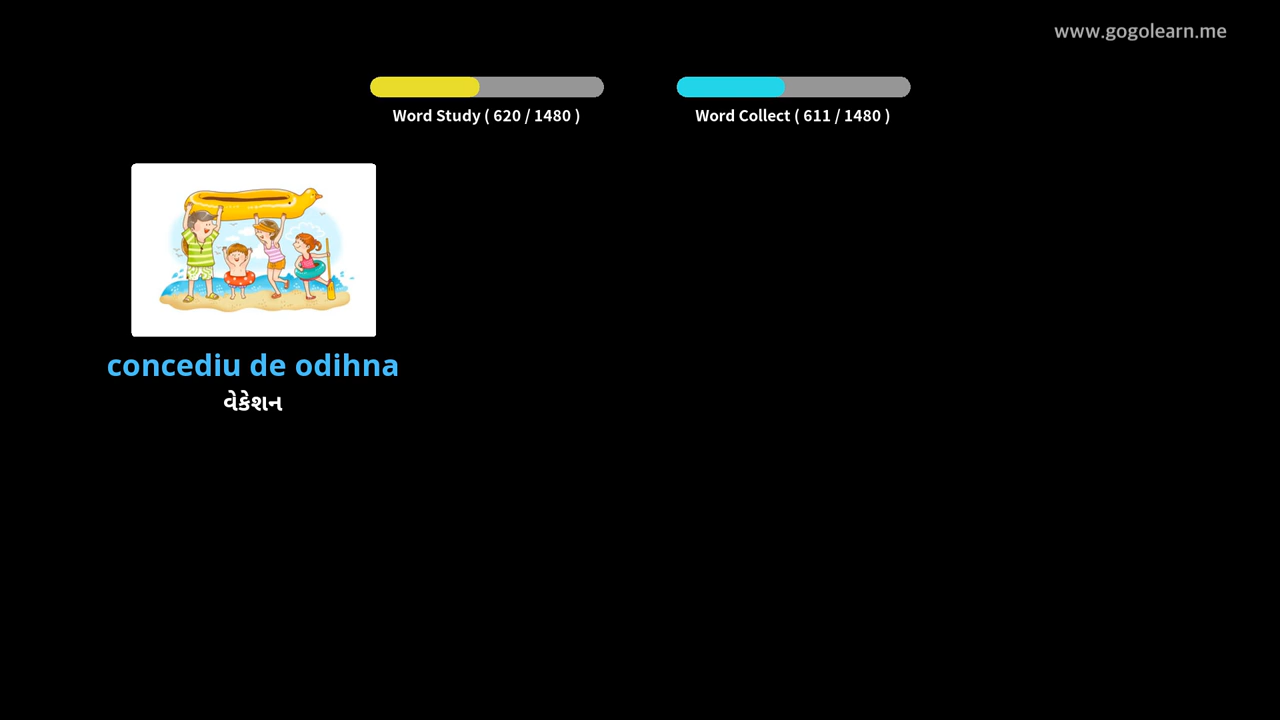 www.gogolearn.me
Word Study ( 620 / 1480 )
Word Collect ( 611 / 1480 )
concediu de odihna
વેકેશન